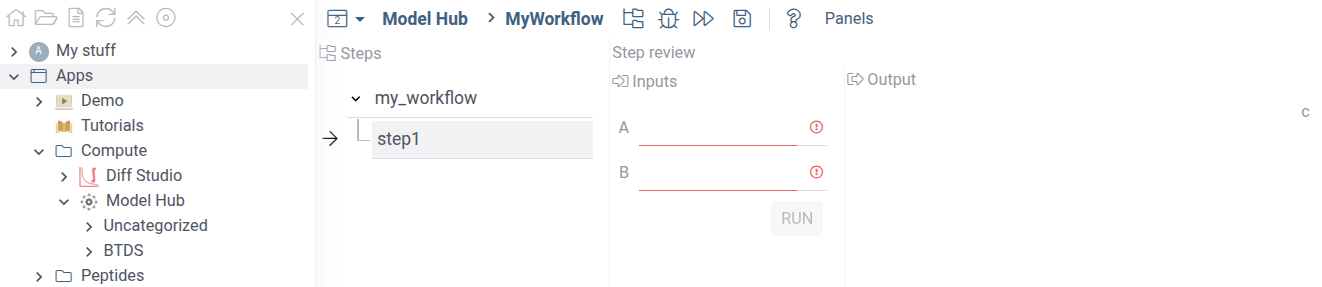 2 Model Hub > MyWorkflow ? Panels
A My stuff
Apps
Demo
Tutorials
Compute
Diff Studio
Model Hub
Uncategorized
BTDS
Peptides
Steps
my_workflow
step1
Step review
Inputs
A
B
RUN
Output
c